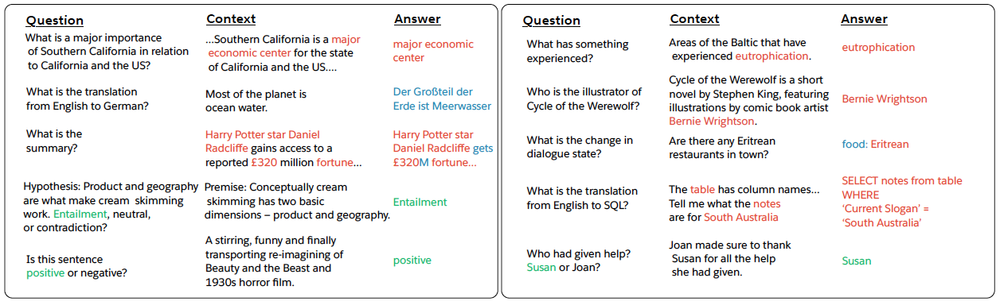 Question
Context
Answer
What is a major importance
of Southern California in relation
to California and the US?
...Southern California is a major
economic center for the state
of California and the US....
major economic
center
What is the translation
from English to German?
Most of the planet is
ocean water.
Der Großteil der
Erde ist Meerwasser
What is the
summary?
Harry Potter star Daniel
Radcliffe gains access to a
reported £320 million fortune...
Harry Potter star
Daniel Radcliffe gets
£320M fortune...
Hypothesis: Product and geography
are what make cream skimming
work. Entailment, neutral,
or contradiction?
Premise: Conceptually cream
skimming has two basic
dimensions – product and geography.
Entailment
Is this sentence
positive or negative?
A stirring, funny and finally
transporting re-imagining of
Beauty and the Beast and
1930s horror film.
positive
Question
Context
Answer
What has something
experienced?
Areas of the Baltic that have
experienced eutrophication.
eutrophication
Who is the illustrator of
Cycle of the Werewolf?
Cycle of the Werewolf is a short
novel by Stephen King, featuring
illustrations by comic book artist
Bernie Wrightson.
Bernie Wrightson
What is the change in
dialogue state?
Are there any Eritrean
restaurants in town?
food: Eritrean
What is the translation
from English to SQL?
The table has column names...
Tell me what the notes
are for South Australia
SELECT notes from table
WHERE
‘Current Slogan’ =
‘South Australia’
Who had given help?
Susan or Joan?
Joan made sure to thank
Susan for all the help
she had given.
Susan